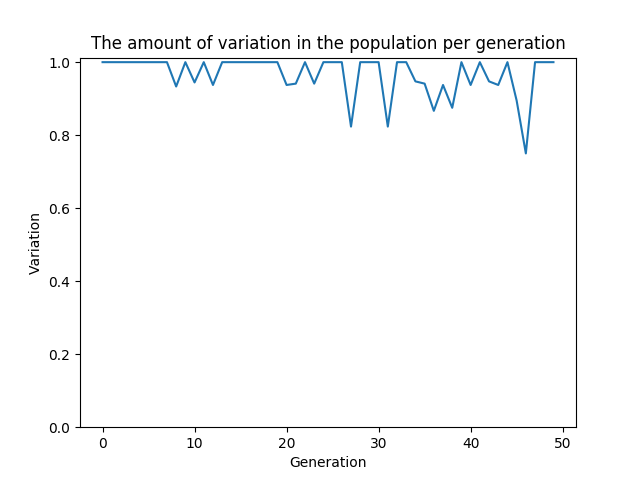 The amount of variation in the population per generation
1.0
0.8
0.6
0.4
0.2
0.0
Variation
0 10 20 30 40 50
Generation